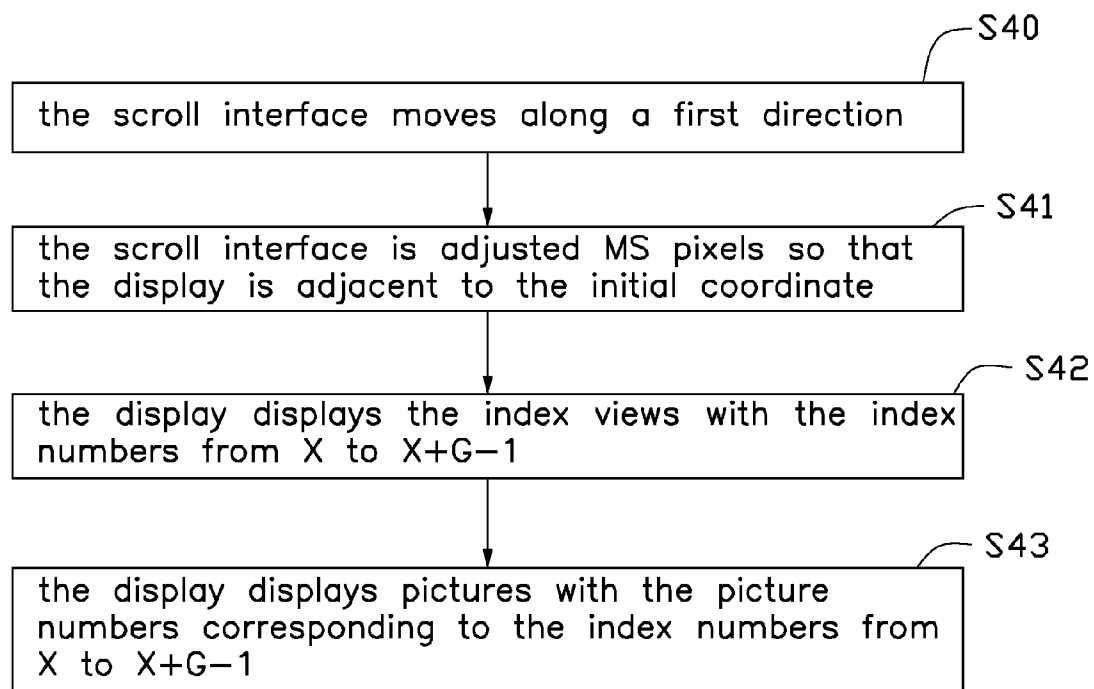 S40
the scroll interface moves along a first direction
S41
the scroll interface is adjusted MS pixels so that
the display is adjacent to the initial coordinate
S42
the display displays the index views with the index
numbers from X to X+G−1
S43
the display displays pictures with the picture
numbers corresponding to the index numbers from
X to X+G−1